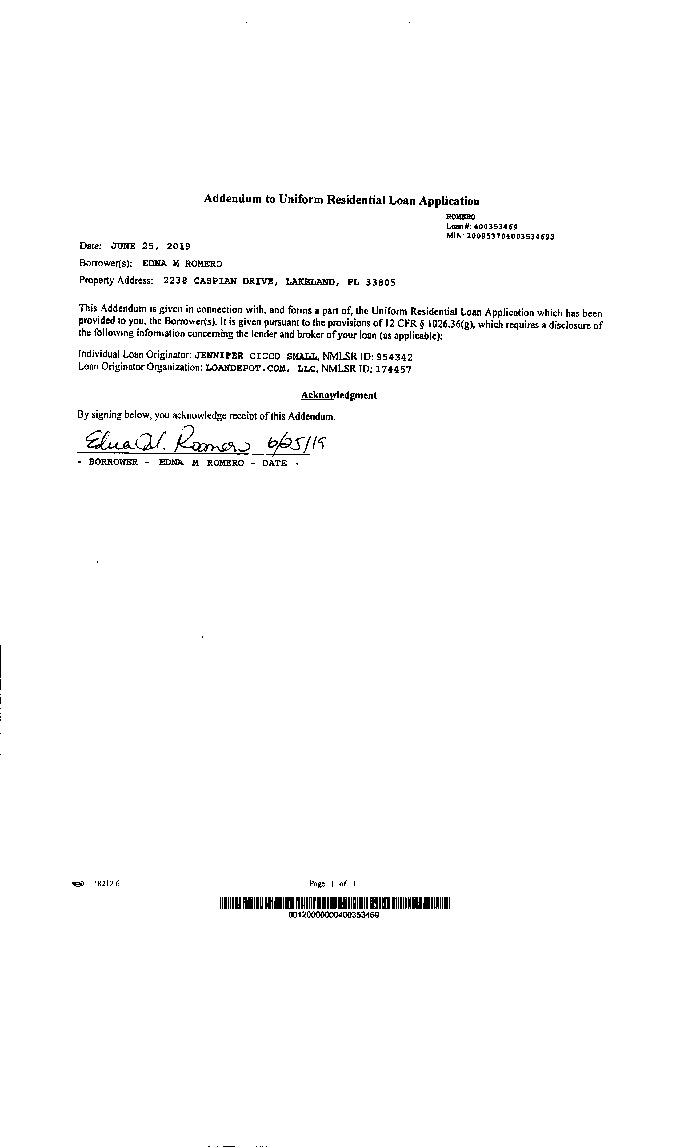 Addendum to Uniform Residential Loan Application
ROMERO
Loan#: 400353469
MIN: 100853704003534693
Date: JUNE 25, 2019
Borrower(s): EDNA M ROMERO
Property Address: 2238 CASPIAN DRIVE, LAKELAND, FL 33805
This Addendum is given in connection with, and forms a part of, the Uniform Residential Loan Application which has been
provided to you, the Borrower(s). It is given pursuant to the provisions of 12 CFR § 1026.36(g), which requires a disclosure of
the following information concerning the lender and broker of your loan (as applicable):
Individual Loan Originator: JENNIFER CICCO SMALL, NMLSR ID: 954342
Loan Originator Organization: LOANDEPOT.COM, LLC, NMLSR ID: 174457
Acknowledgment
By signing below, you acknowledge receipt of this Addendum.
Edna M. Romero 6/25/19
- BORROWER - EDNA M ROMERO - DATE -
Page 1 of 1
001200000000400353469